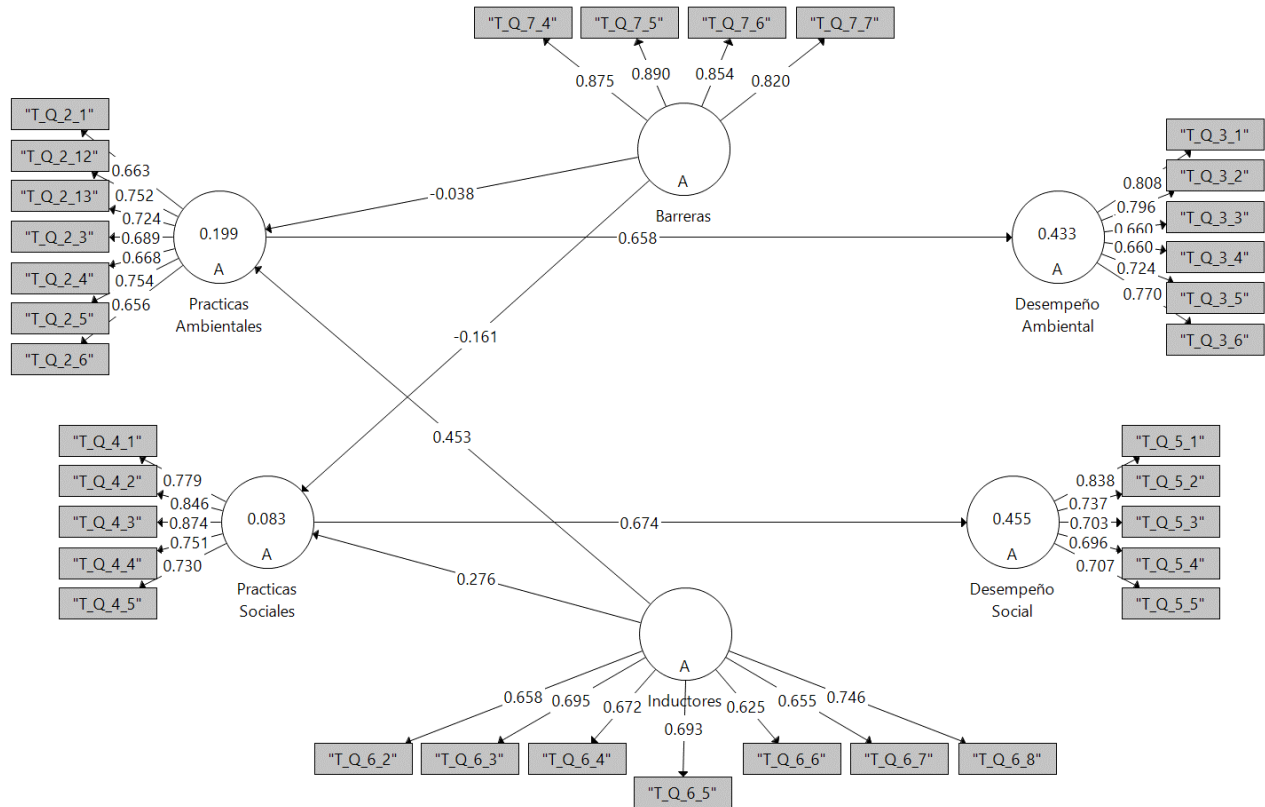 "T_Q_7_4" "T_Q_7_5" "T_Q_7_6" "T_Q_7_7"
0.875 0.890 0.854 0.820
A
Barreras
"T_Q_2_1"
"T_Q_2_12"
"T_Q_2_13"
"T_Q_2_3"
"T_Q_2_4"
"T_Q_2_5"
"T_Q_2_6"
0.663
0.752
0.724
0.689
0.668
0.754
0.656
0.199
A
Practicas
Ambientales
-0.038
0.658
-0.161
0.453
0.433
A
Desempeño
Ambiental
0.808
0.796
0.660
0.660
0.724
0.770
"T_Q_3_1"
"T_Q_3_2"
"T_Q_3_3"
"T_Q_3_4"
"T_Q_3_5"
"T_Q_3_6"
"T_Q_4_1"
"T_Q_4_2"
"T_Q_4_3"
"T_Q_4_4"
"T_Q_4_5"
0.779
0.846
0.874
0.751
0.730
0.083
A
Practicas
Sociales
0.674
0.276
0.455
A
Desempeño
Social
0.838
0.737
0.703
0.696
0.707
"T_Q_5_1"
"T_Q_5_2"
"T_Q_5_3"
"T_Q_5_4"
"T_Q_5_5"
A
Inductores
0.658 0.695 0.672 0.693 0.625 0.655 0.746
"T_Q_6_2" "T_Q_6_3" "T_Q_6_4" "T_Q_6_6" "T_Q_6_7" "T_Q_6_8"
"T_Q_6_5"